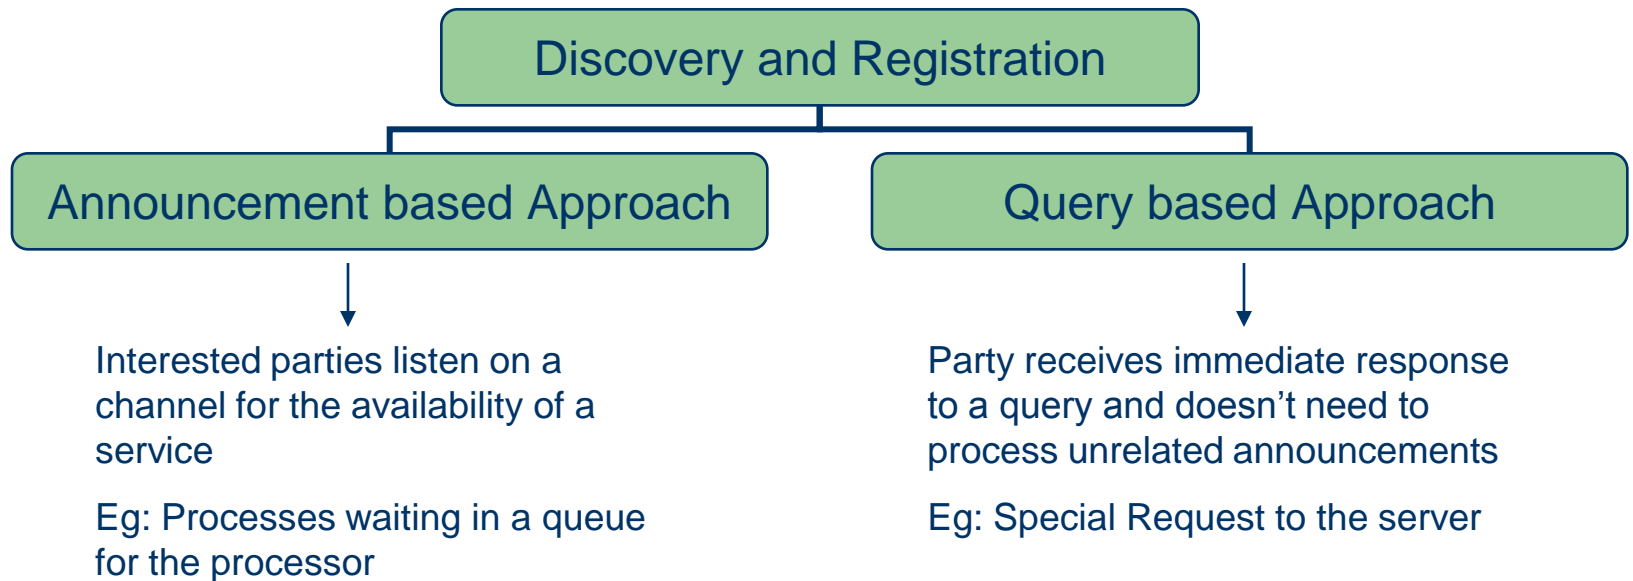 Discovery and Registration
Announcement based Approach
Query based Approach
Interested parties listen on a
channel for the availability of a
service
Eg: Processes waiting in a queue
for the processor
Party receives immediate response
to a query and doesn’t need to
process unrelated announcements
Eg: Special Request to the server